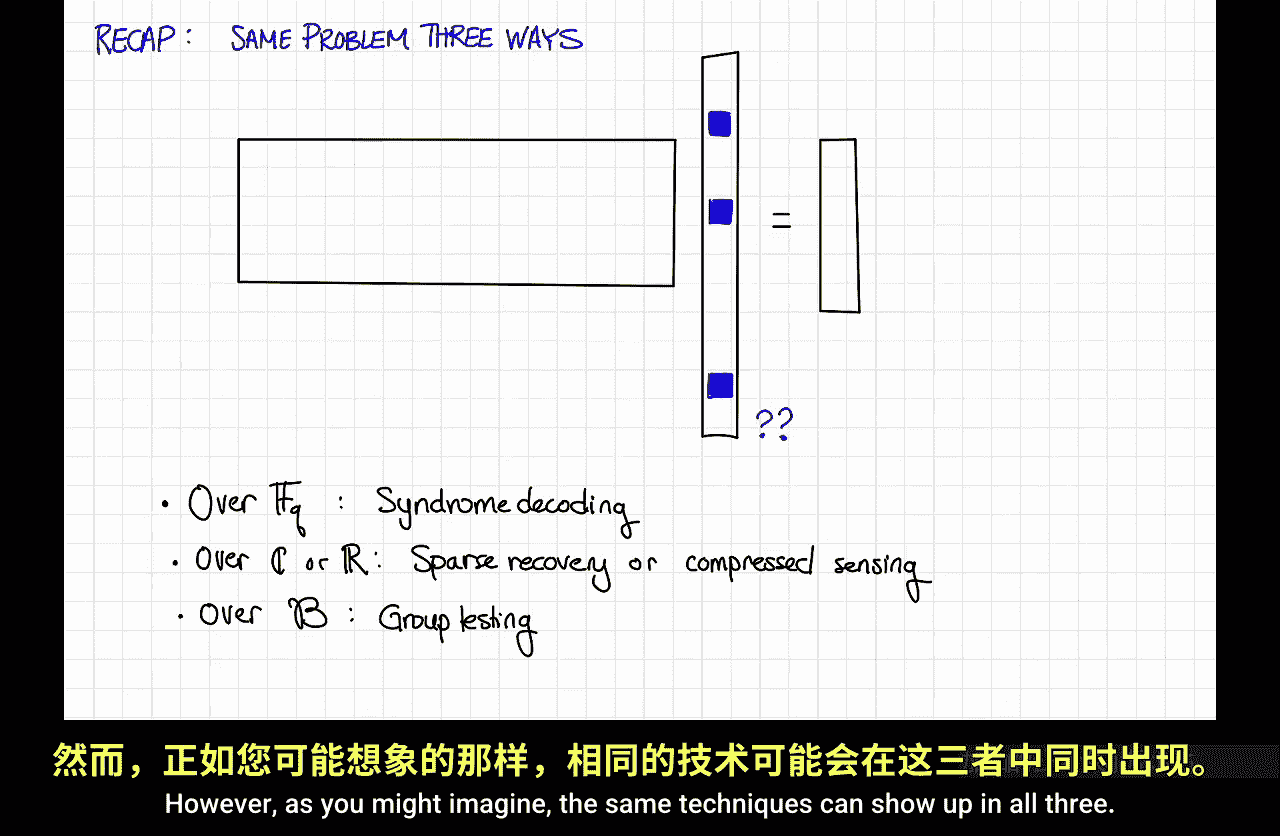 RECAP: SAME PROBLEM THREE WAYS
=
??
• Over 𝔽q : Syndrome decoding
• Over ℂ or ℝ: Sparse recovery or compressed sensing
• Over 𝔹 : Group testing
然而，正如您可能想象的那样，相同的技术可能会在这三者中同时出现。
However, as you might imagine, the same techniques can show up in all three.